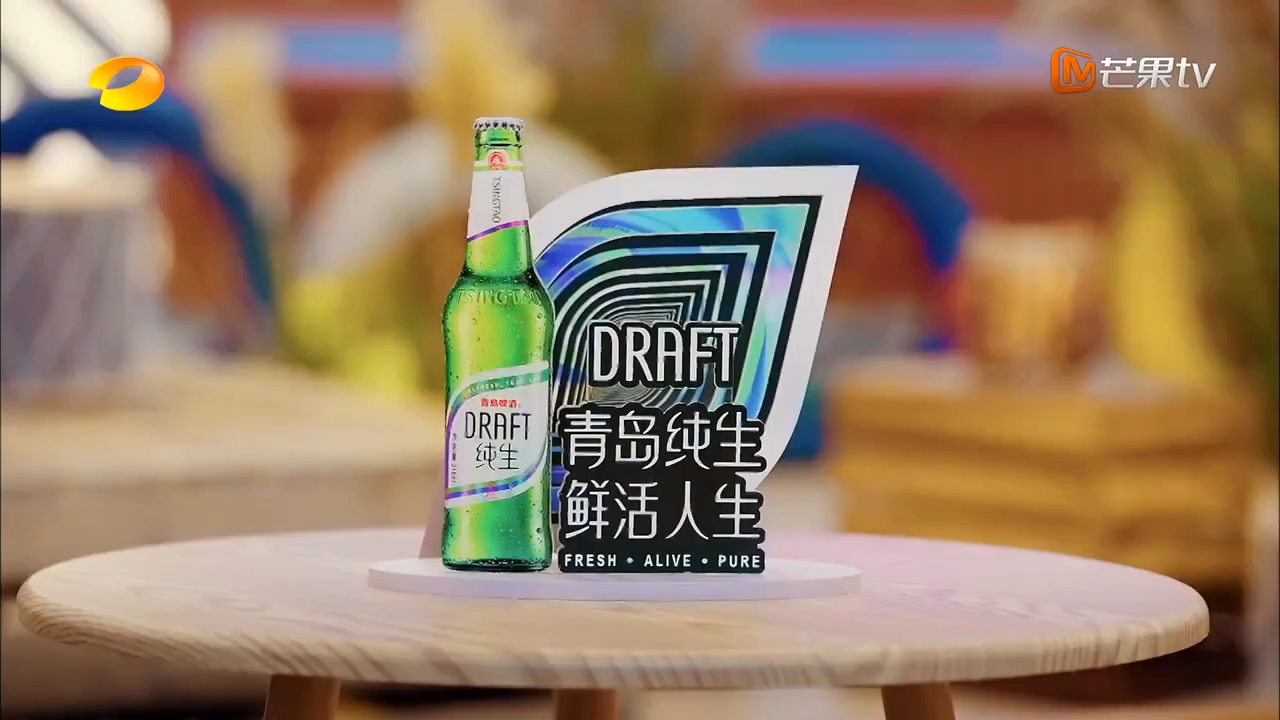 芒果tv
TSINGTAO
TSINGTAO
青岛啤酒
DRAFT
纯生
DRAFT
青岛纯生
鲜活人生
FRESH • ALIVE • PURE